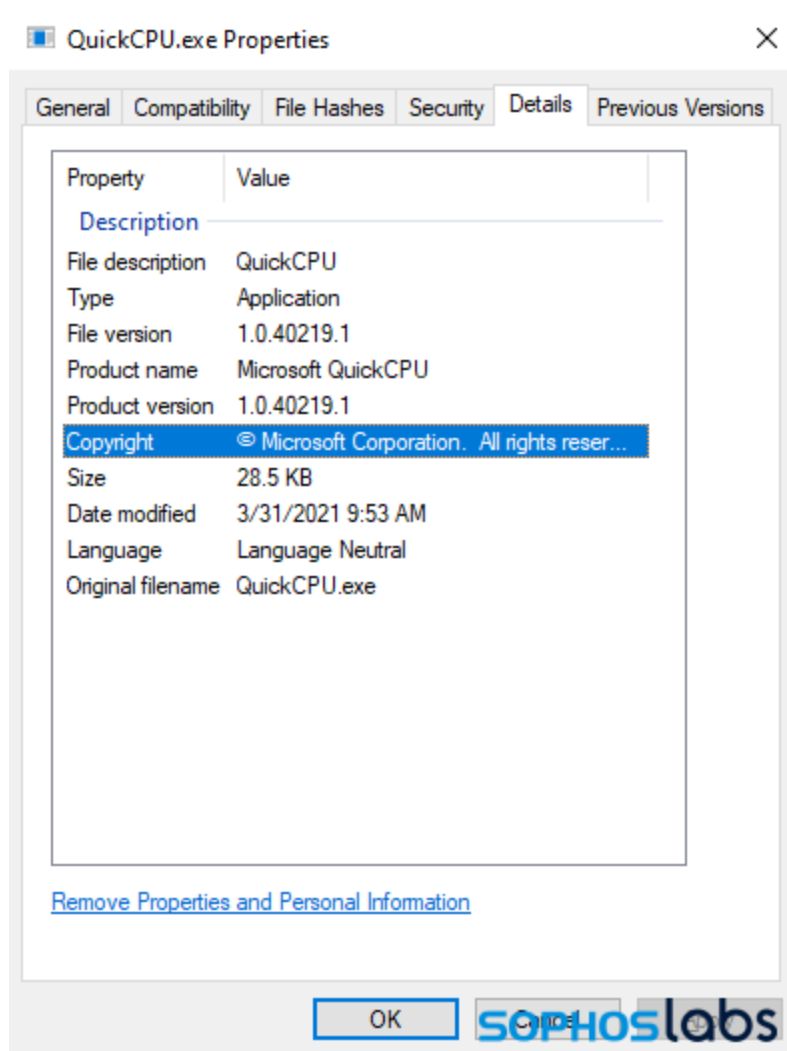 QuickCPU.exe Properties
General Compatibility File Hashes Security Details Previous Versions
Property Value
Description
File description QuickCPU
Type Application
File version 1.0.40219.1
Product name Microsoft QuickCPU
Product version 1.0.40219.1
Copyright © Microsoft Corporation. All rights reser...
Size 28.5 KB
Date modified 3/31/2021 9:53 AM
Language Language Neutral
Original filename QuickCPU.exe
Remove Properties and Personal Information
OK Cancel Apply
SOPHOSlabs